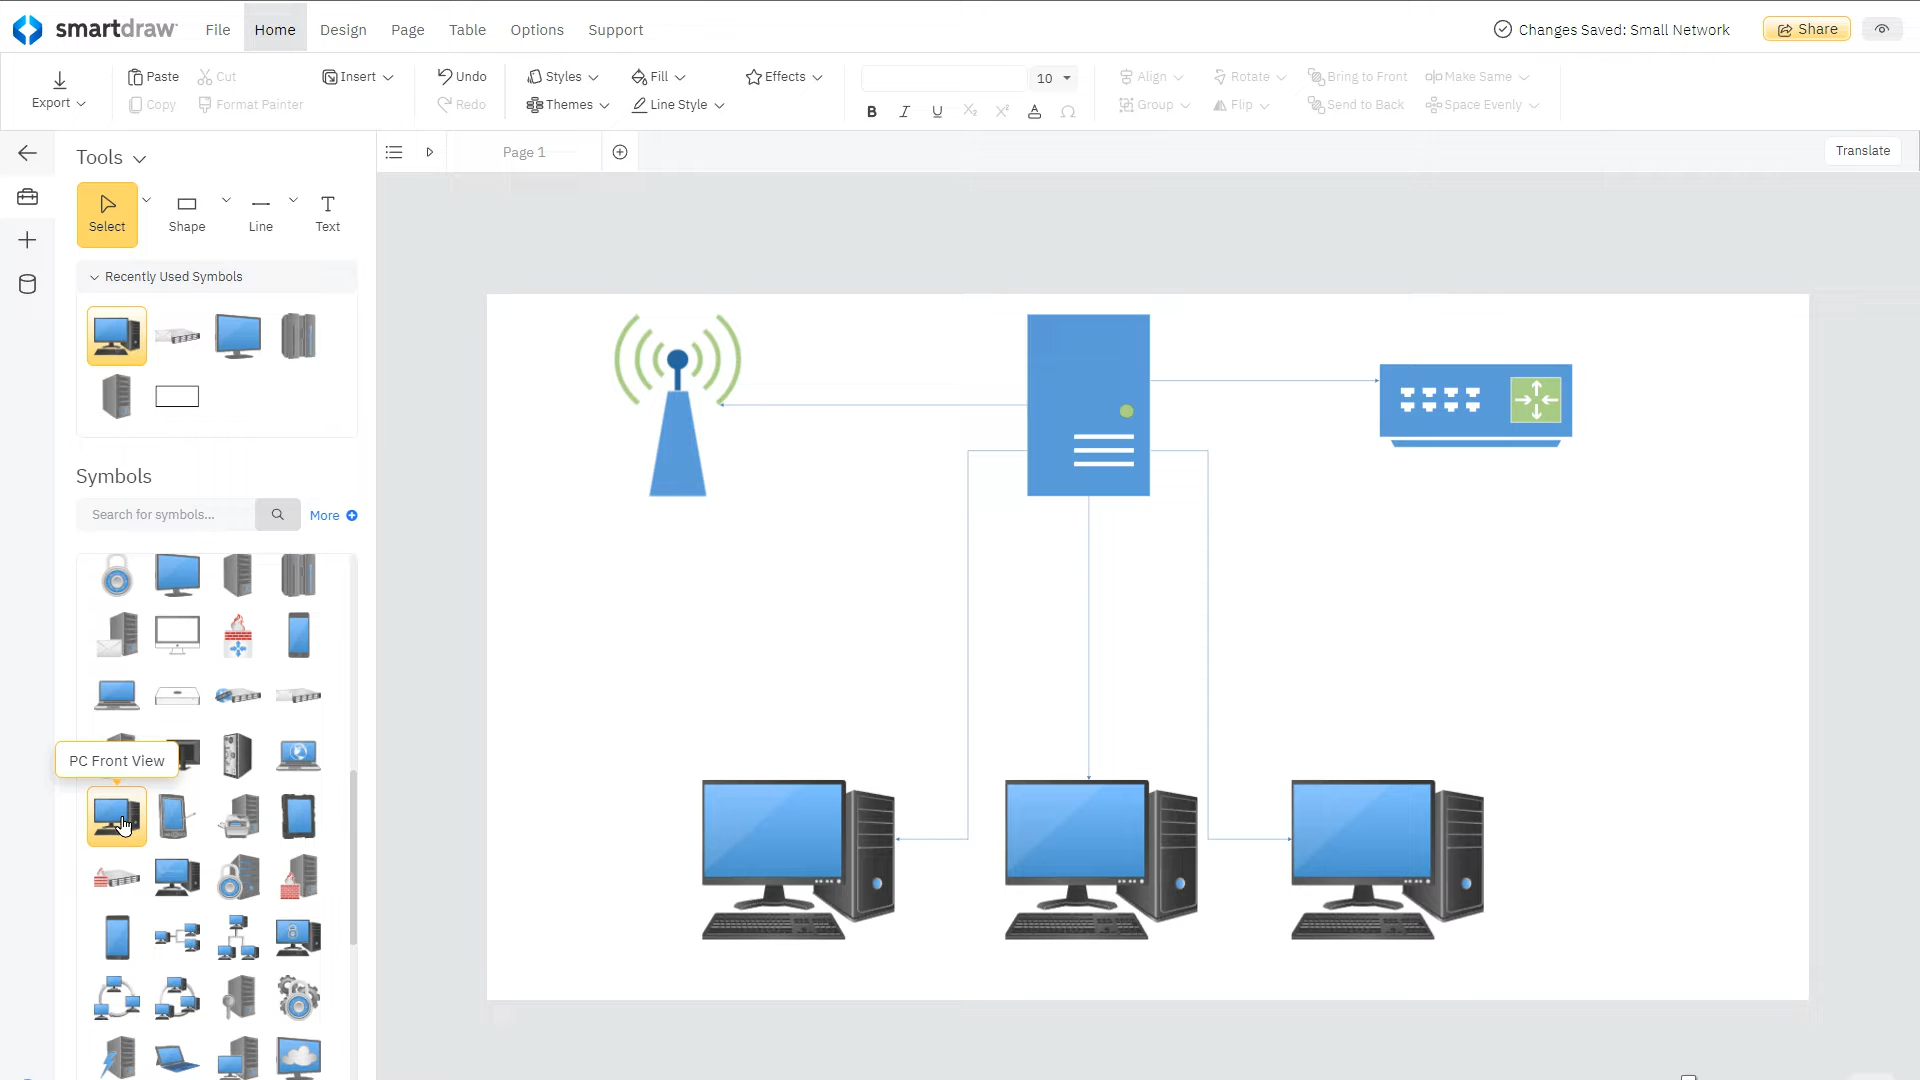 smartdraw
File
Home
Design
Page
Table
Options
Support
Changes Saved: Small Network
Share
Export
Paste
Cut
Copy
Format Painter
Insert
Undo
Redo
Styles
Fill
Effects
Themes
Line Style
10
B
I
U
X₂
X²
A
Ω
Align
Rotate
Bring to Front
Make Same
Group
Flip
Send to Back
Space Evenly
Tools
Page 1
Translate
Select
Shape
Line
Text
Recently Used Symbols
Symbols
Search for symbols...
More
PC Front View